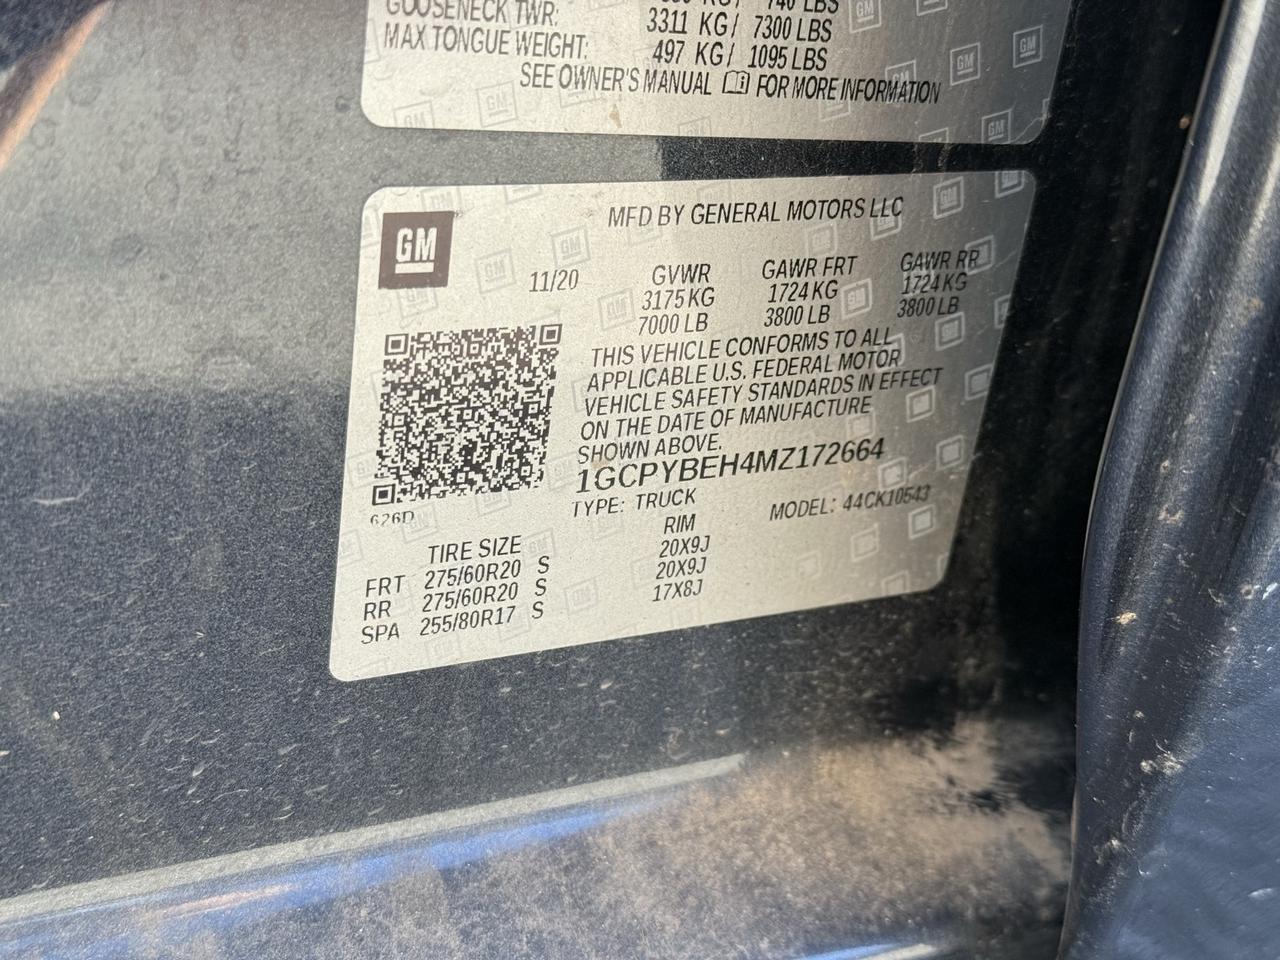 GOOSENECK TWR: 3311 KG/ 7300 LBS
MAX TONGUE WEIGHT: 497 KG/ 1095 LBS
SEE OWNER'S MANUAL FOR MORE INFORMATION
GM
MFD BY GENERAL MOTORS LLC
11/20 GVWR GAWR FRT GAWR RR
3175 KG 1724 KG 1724 KG
7000 LB 3800 LB 3800 LB
THIS VEHICLE CONFORMS TO ALL
APPLICABLE U.S. FEDERAL MOTOR
VEHICLE SAFETY STANDARDS IN EFFECT
ON THE DATE OF MANUFACTURE
SHOWN ABOVE.
1GCPYBEH4MZ172664
626D
TYPE: TRUCK MODEL: 44CK10543
TIRE SIZE RIM
FRT 275/60R20 S 20X9J
RR 275/60R20 S 20X9J
SPA 255/80R17 S 17X8J